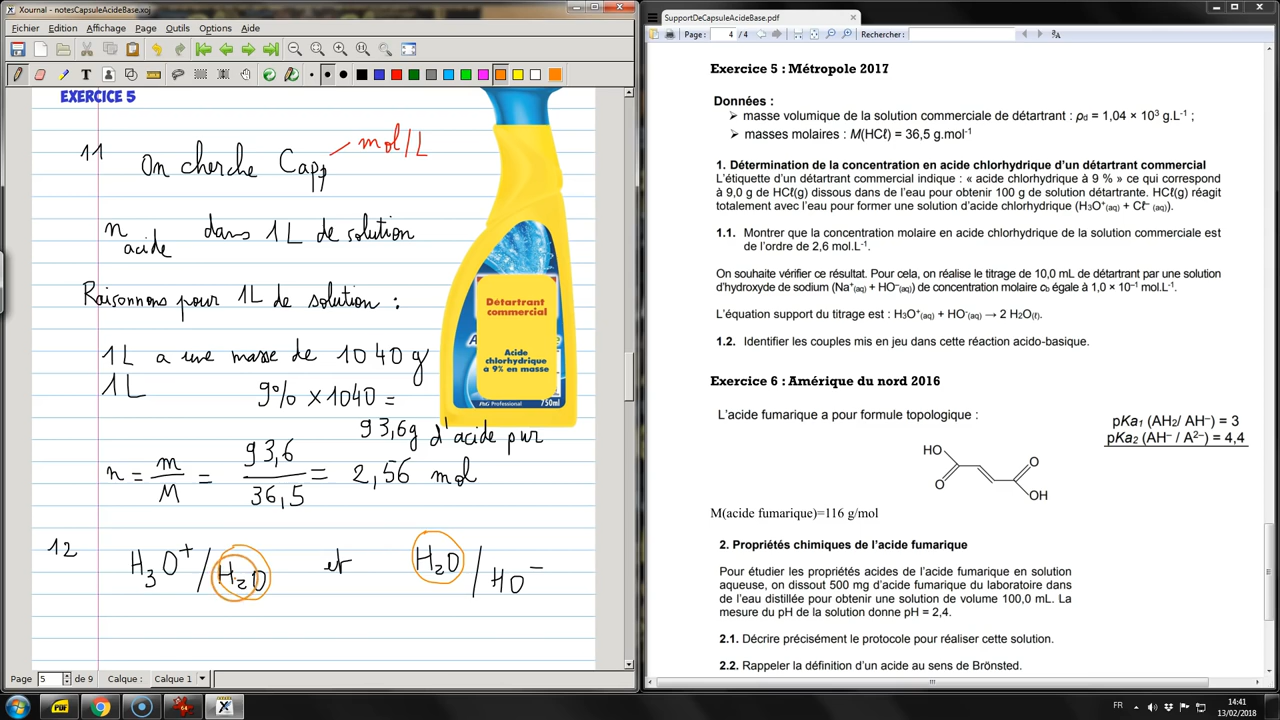 Xournal - notesCapsuleAcideBase.xoj
Fichier Edition Affichage Page Outils Options Aide
EXERCICE 5
11 On cherche Capp mol/L
n acide dans 1L de solution
Raisonnons pour 1L de solution :
1L a une masse de 1040 g
1L 9% × 1040 =
93,6g d'acide pur
n = m/M = 93,6/36,5 = 2,56 mol
12 H3O+ / H2O et H2O / HO-
Détartrant
commercial
Acide
chlorhydrique
à 9% en masse
P&G Professional 750ml
Page 5 de 9 Calque : Calque 1
SupportDeCapsuleAcideBase.pdf
Page : 4 / 4 Rechercher :
Exercice 5 : Métropole 2017
Données :
➢ masse volumique de la solution commerciale de détartrant : ρd = 1,04 × 10³ g.L-1 ;
➢ masses molaires : M(HCℓ) = 36,5 g.mol-1
1. Détermination de la concentration en acide chlorhydrique d'un détartrant commercial
L'étiquette d'un détartrant commercial indique : « acide chlorhydrique à 9 % » ce qui correspond
à 9,0 g de HCℓ(g) dissous dans de l'eau pour obtenir 100 g de solution détartrante. HCℓ(g) réagit
totalement avec l'eau pour former une solution d'acide chlorhydrique (H3O+(aq) + Cℓ– (aq)).
1.1. Montrer que la concentration molaire en acide chlorhydrique de la solution commerciale est
de l'ordre de 2,6 mol.L-1.
On souhaite vérifier ce résultat. Pour cela, on réalise le titrage de 10,0 mL de détartrant par une solution
d'hydroxyde de sodium (Na+(aq) + HO–(aq)) de concentration molaire cb égale à 1,0 × 10–1 mol.L-1.
L'équation support du titrage est : H3O+(aq) + HO-(aq) → 2 H2O(ℓ).
1.2. Identifier les couples mis en jeu dans cette réaction acido-basique.
Exercice 6 : Amérique du nord 2016
L'acide fumarique a pour formule topologique :
pKa1 (AH2/ AH–) = 3
pKa2 (AH– / A2–) = 4,4
HO
O
O
OH
M(acide fumarique)=116 g/mol
2. Propriétés chimiques de l'acide fumarique
Pour étudier les propriétés acides de l'acide fumarique en solution
aqueuse, on dissout 500 mg d'acide fumarique du laboratoire dans
de l'eau distillée pour obtenir une solution de volume 100,0 mL. La
mesure du pH de la solution donne pH = 2,4.
2.1. Décrire précisément le protocole pour réaliser cette solution.
2.2. Rappeler la définition d'un acide au sens de Brönsted.
FR
14:41
13/02/2018